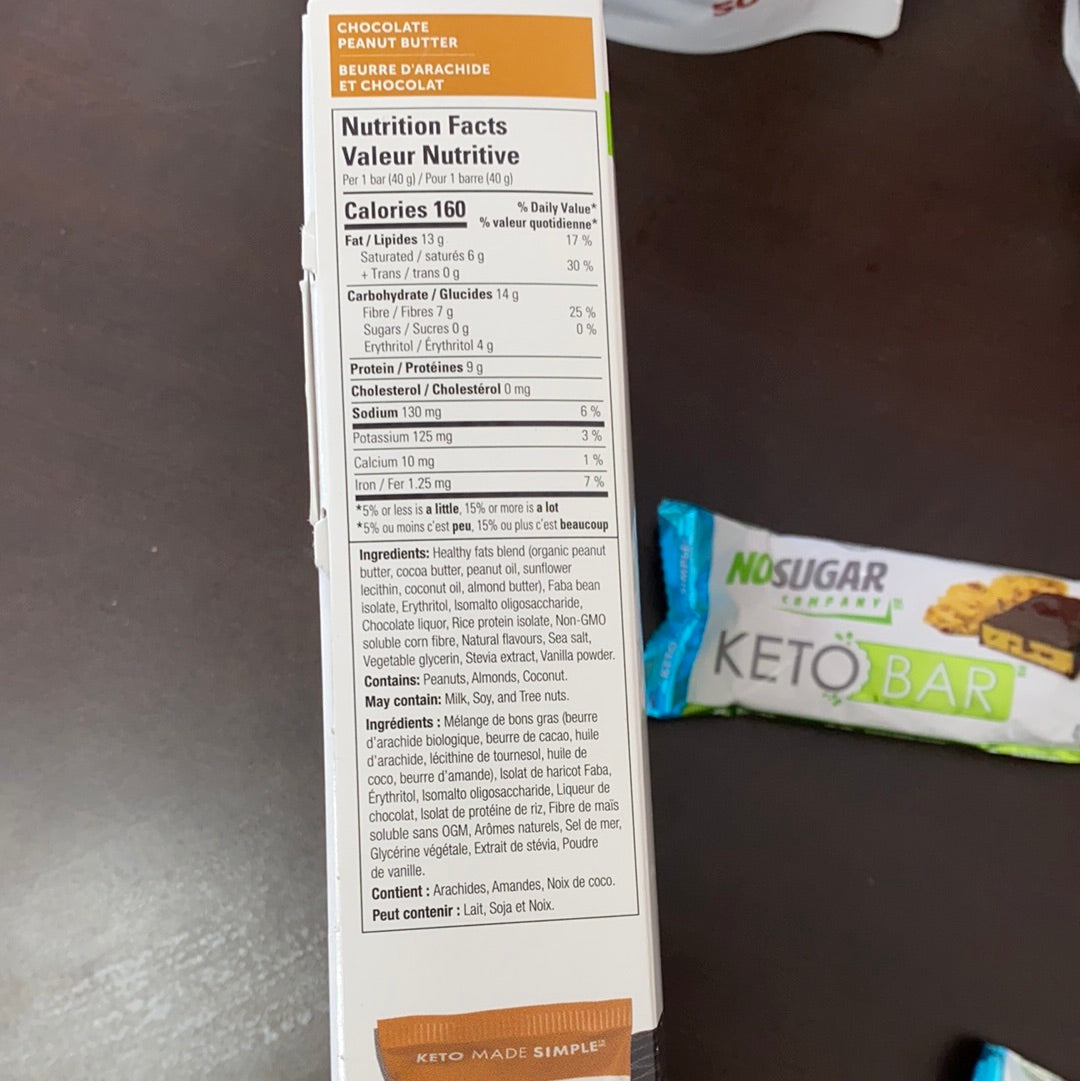 CHOCOLATE
PEANUT BUTTER
BEURRE D'ARACHIDE
ET CHOCOLAT
Nutrition Facts
Valeur Nutritive
Per 1 bar (40 g) / Pour 1 barre (40 g)
Calories 160
% Daily Value*
% valeur quotidienne*
Fat / Lipides 13 g 17 %
Saturated / saturés 6 g
+ Trans / trans 0 g 30 %
Carbohydrate / Glucides 14 g
Fibre / Fibres 7 g 25 %
Sugars / Sucres 0 g 0 %
Erythritol / Érythritol 4 g
Protein / Protéines 9 g
Cholesterol / Cholestérol 0 mg
Sodium 130 mg 6 %
Potassium 125 mg 3 %
Calcium 10 mg 1 %
Iron / Fer 1.25 mg 7 %
*5% or less is a little, 15% or more is a lot
*5% ou moins c'est peu, 15% ou plus c'est beaucoup
Ingredients: Healthy fats blend (organic peanut
butter, cocoa butter, peanut oil, sunflower
lecithin, coconut oil, almond butter), Faba bean
isolate, Erythritol, Isomalto oligosaccharide,
Chocolate liquor, Rice protein isolate, Non-GMO
soluble corn fibre, Natural flavours, Sea salt,
Vegetable glycerin, Stevia extract, Vanilla powder.
Contains: Peanuts, Almonds, Coconut.
May contain: Milk, Soy, and Tree nuts.
Ingrédients : Mélange de bons gras (beurre
d'arachide biologique, beurre de cacao, huile
d'arachide, lécithine de tournesol, huile de
coco, beurre d'amande), Isolat de haricot Faba,
Érythritol, Isomalto oligosaccharide, Liqueur de
chocolat, Isolat de protéine de riz, Fibre de maïs
soluble sans OGM, Arômes naturels, Sel de mer,
Glycérine végétale, Extrait de stévia, Poudre
de vanille.
Contient : Arachides, Amandes, Noix de coco.
Peut contenir : Lait, Soja et Noix.
KETO MADE SIMPLE
NOSUGAR
COMPANY
KETO BAR
KETO
SIMPLE